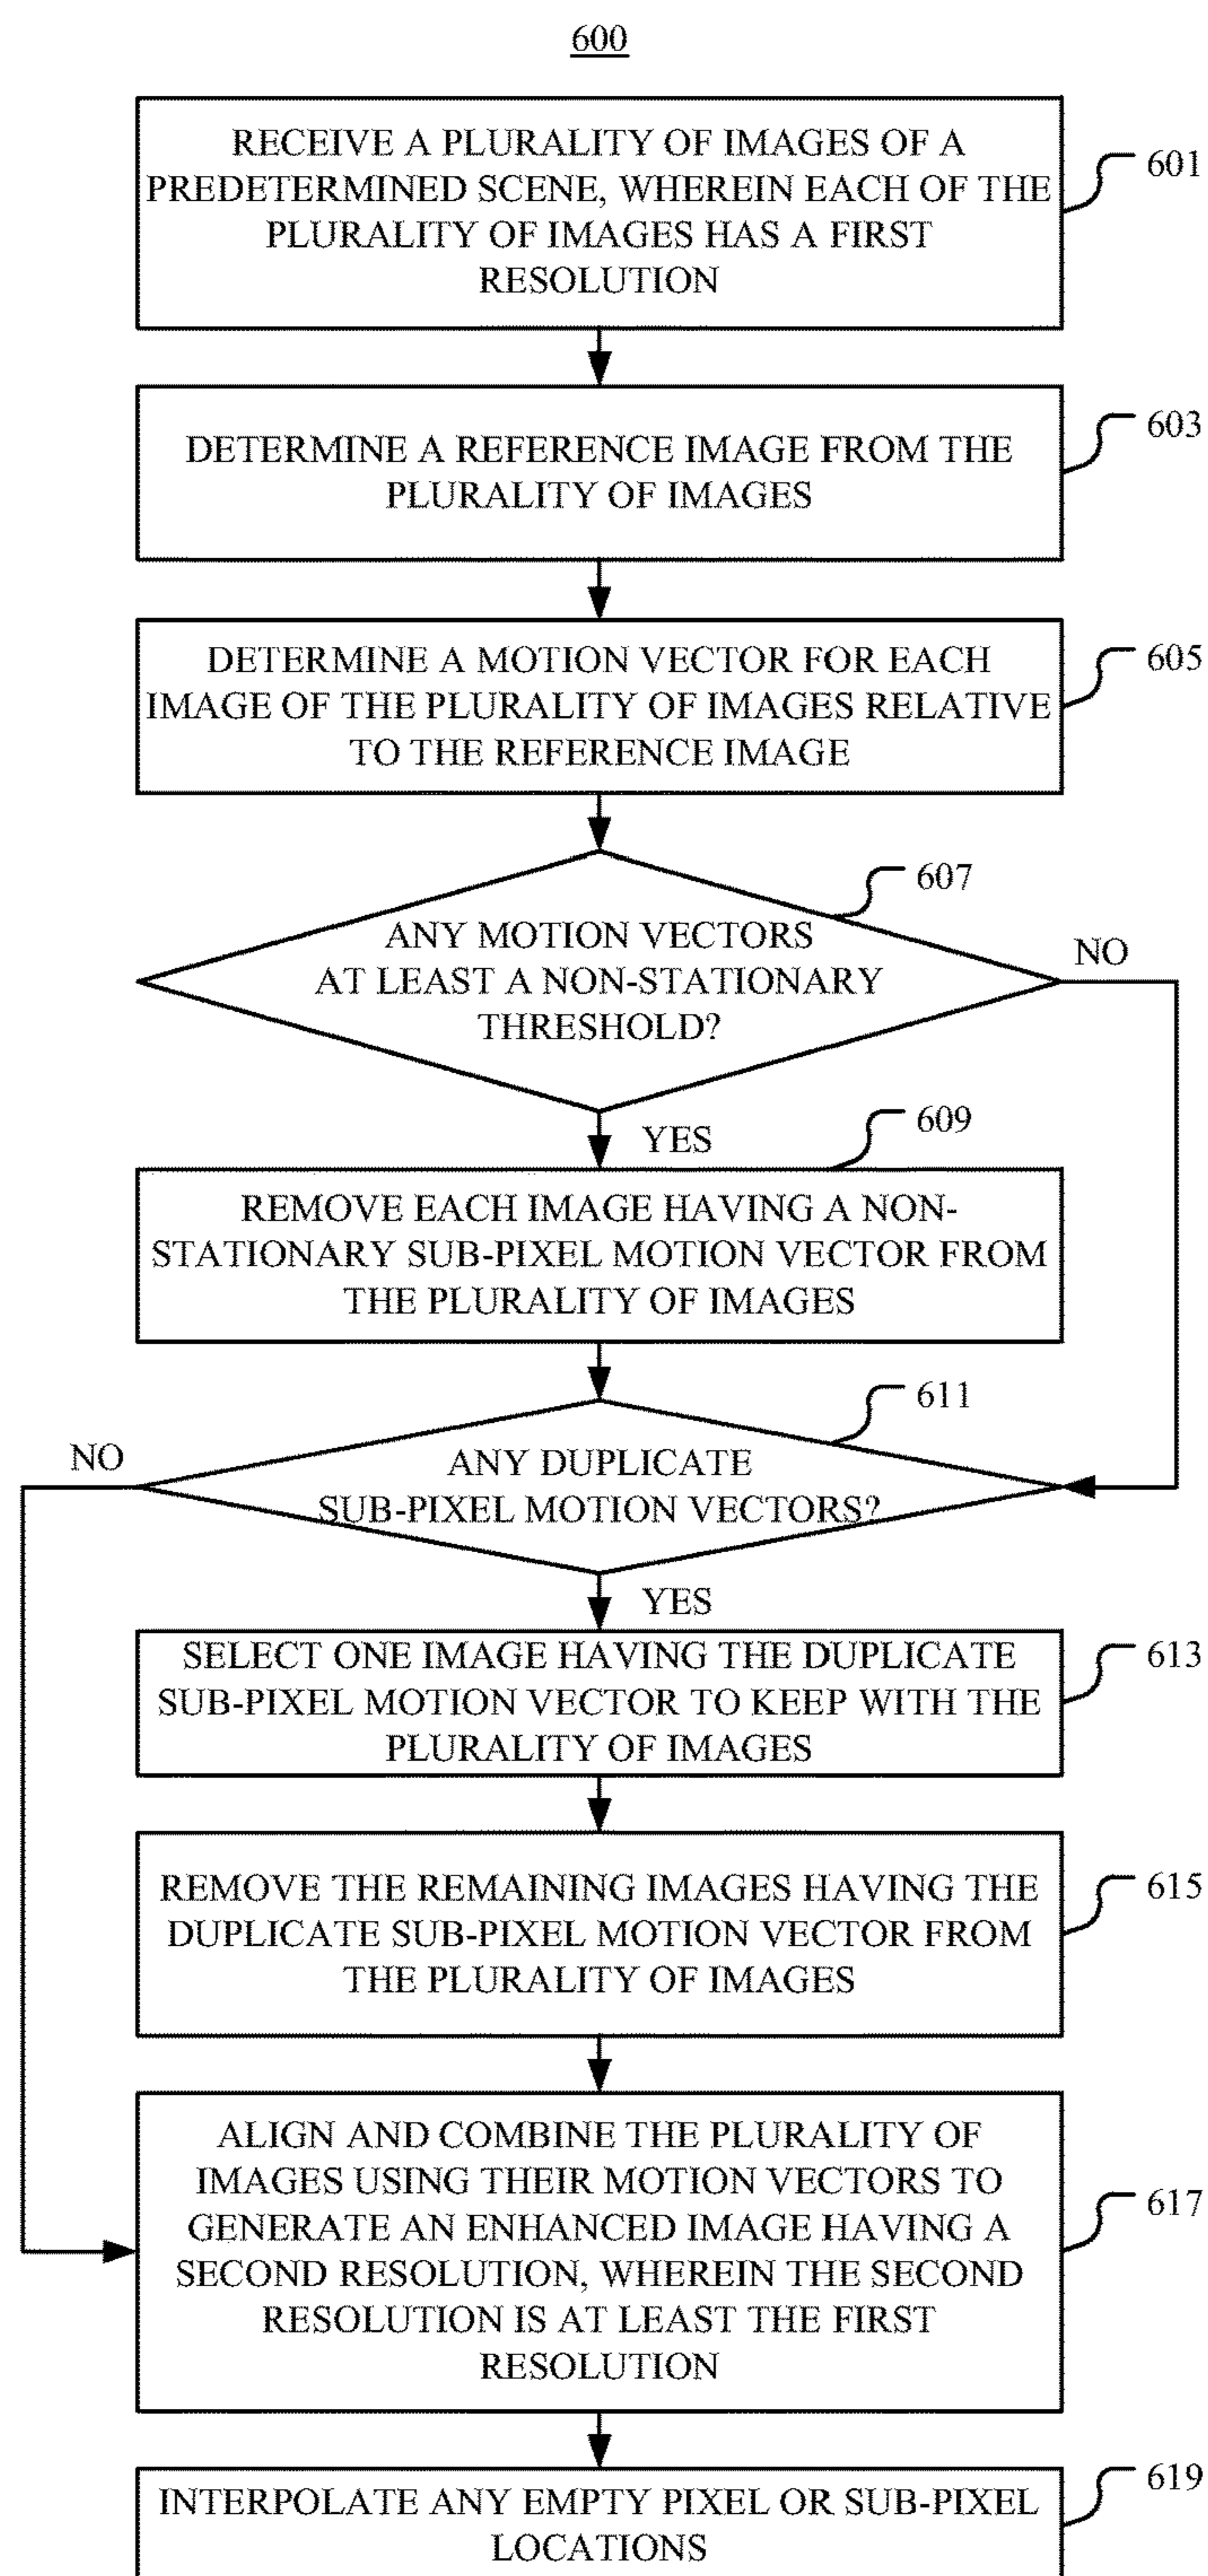 600
RECEIVE A PLURALITY OF IMAGES OF A
PREDETERMINED SCENE, WHEREIN EACH OF THE
PLURALITY OF IMAGES HAS A FIRST
RESOLUTION
601
DETERMINE A REFERENCE IMAGE FROM THE
PLURALITY OF IMAGES
603
DETERMINE A MOTION VECTOR FOR EACH
IMAGE OF THE PLURALITY OF IMAGES RELATIVE
TO THE REFERENCE IMAGE
605
ANY MOTION VECTORS
AT LEAST A NON-STATIONARY
THRESHOLD?
607
NO
YES
REMOVE EACH IMAGE HAVING A NON-
STATIONARY SUB-PIXEL MOTION VECTOR FROM
THE PLURALITY OF IMAGES
609
ANY DUPLICATE
SUB-PIXEL MOTION VECTORS?
611
NO
YES
SELECT ONE IMAGE HAVING THE DUPLICATE
SUB-PIXEL MOTION VECTOR TO KEEP WITH THE
PLURALITY OF IMAGES
613
REMOVE THE REMAINING IMAGES HAVING THE
DUPLICATE SUB-PIXEL MOTION VECTOR FROM
THE PLURALITY OF IMAGES
615
ALIGN AND COMBINE THE PLURALITY OF
IMAGES USING THEIR MOTION VECTORS TO
GENERATE AN ENHANCED IMAGE HAVING A
SECOND RESOLUTION, WHEREIN THE SECOND
RESOLUTION IS AT LEAST THE FIRST
RESOLUTION
617
INTERPOLATE ANY EMPTY PIXEL OR SUB-PIXEL
LOCATIONS
619